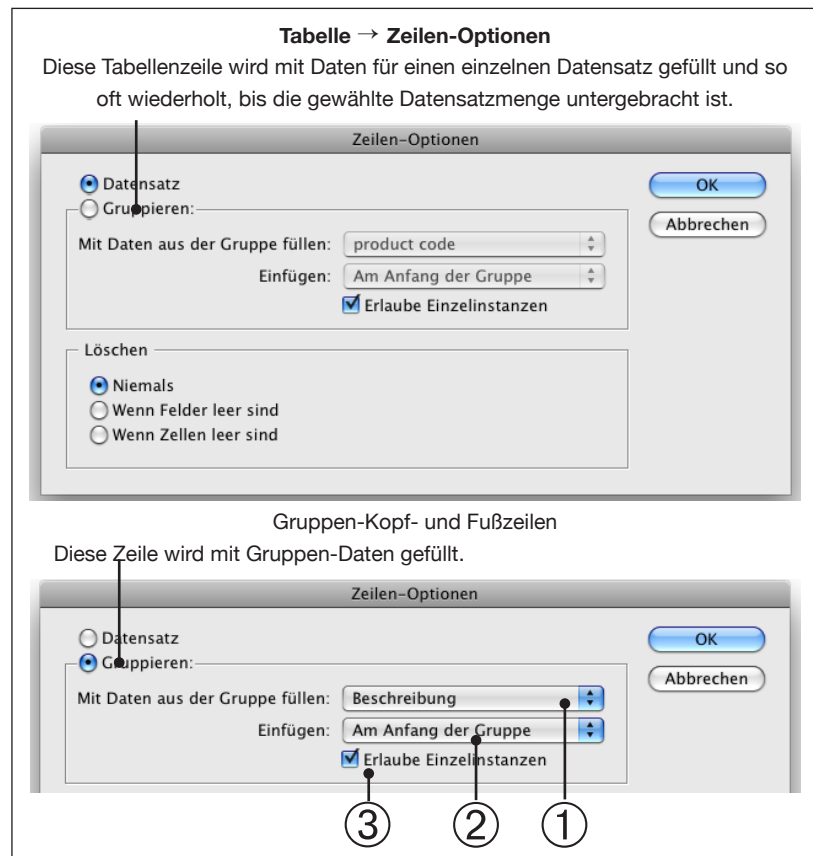 Tabelle → Zeilen-Optionen
Diese Tabellenzeile wird mit Daten für einen einzelnen Datensatz gefüllt und so
oft wiederholt, bis die gewählte Datensatzmenge untergebracht ist.
Zeilen-Optionen
Datensatz
OK
Gruppieren:
Abbrechen
Mit Daten aus der Gruppe füllen: product code
Einfügen: Am Anfang der Gruppe
Erlaube Einzelinstanzen
Löschen
Niemals
Wenn Felder leer sind
Wenn Zellen leer sind
Gruppen-Kopf- und Fußzeilen
Diese Zeile wird mit Gruppen-Daten gefüllt.
Zeilen-Optionen
Datensatz
OK
Gruppieren:
Abbrechen
Mit Daten aus der Gruppe füllen: Beschreibung
Einfügen: Am Anfang der Gruppe
Erlaube Einzelinstanzen
③ ② ①